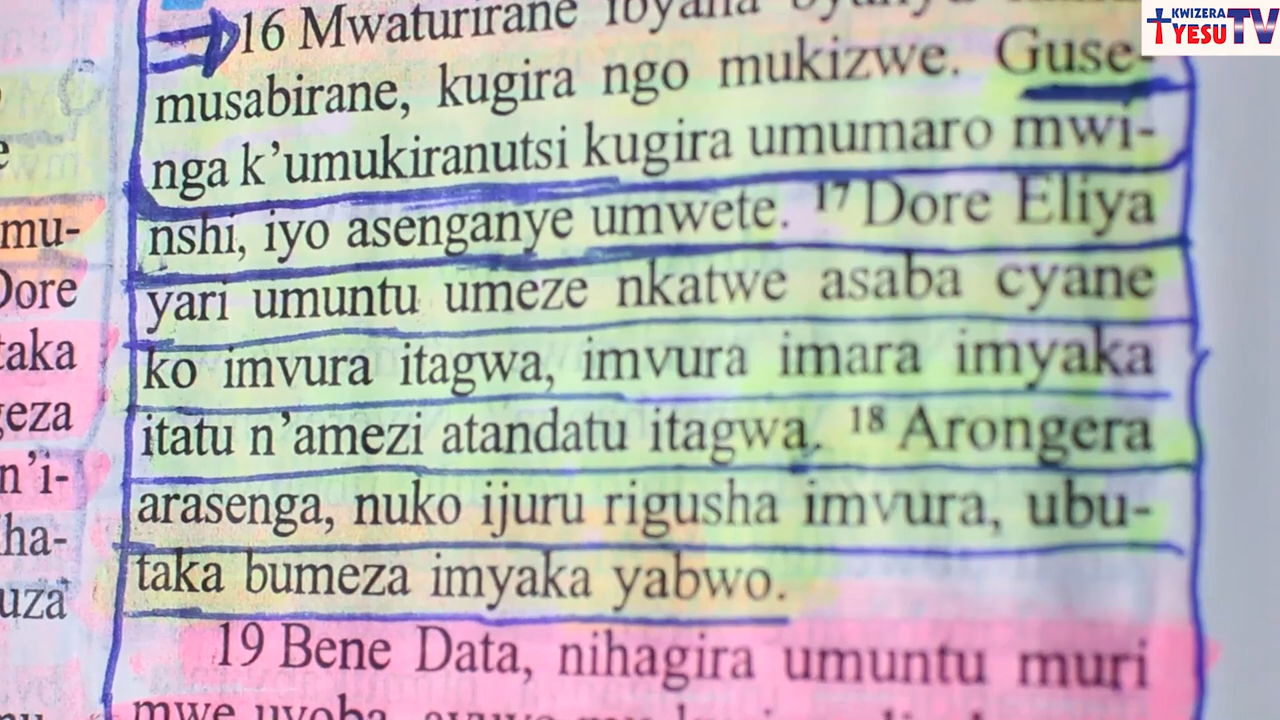 KWIZERA
YESU TV
16 Mwaturirane
musabirane, kugira ngo mukizwe. Guse-
nga k’umukiranutsi kugira umumaro mwi-
nshi, iyo asenganye umwete. 17 Dore Eliya
yari umuntu umeze nkatwe asaba cyane
ko imvura itagwa, imvura imara imyaka
itatu n’amezi atandatu itagwa. 18 Arongera
arasenga, nuko ijuru rigusha imvura, ubu-
taka bumeza imyaka yabwo.
19 Bene Data, nihagira umuntu muri
mu-
Dore
taka
geza
n’i-
ha-
uza